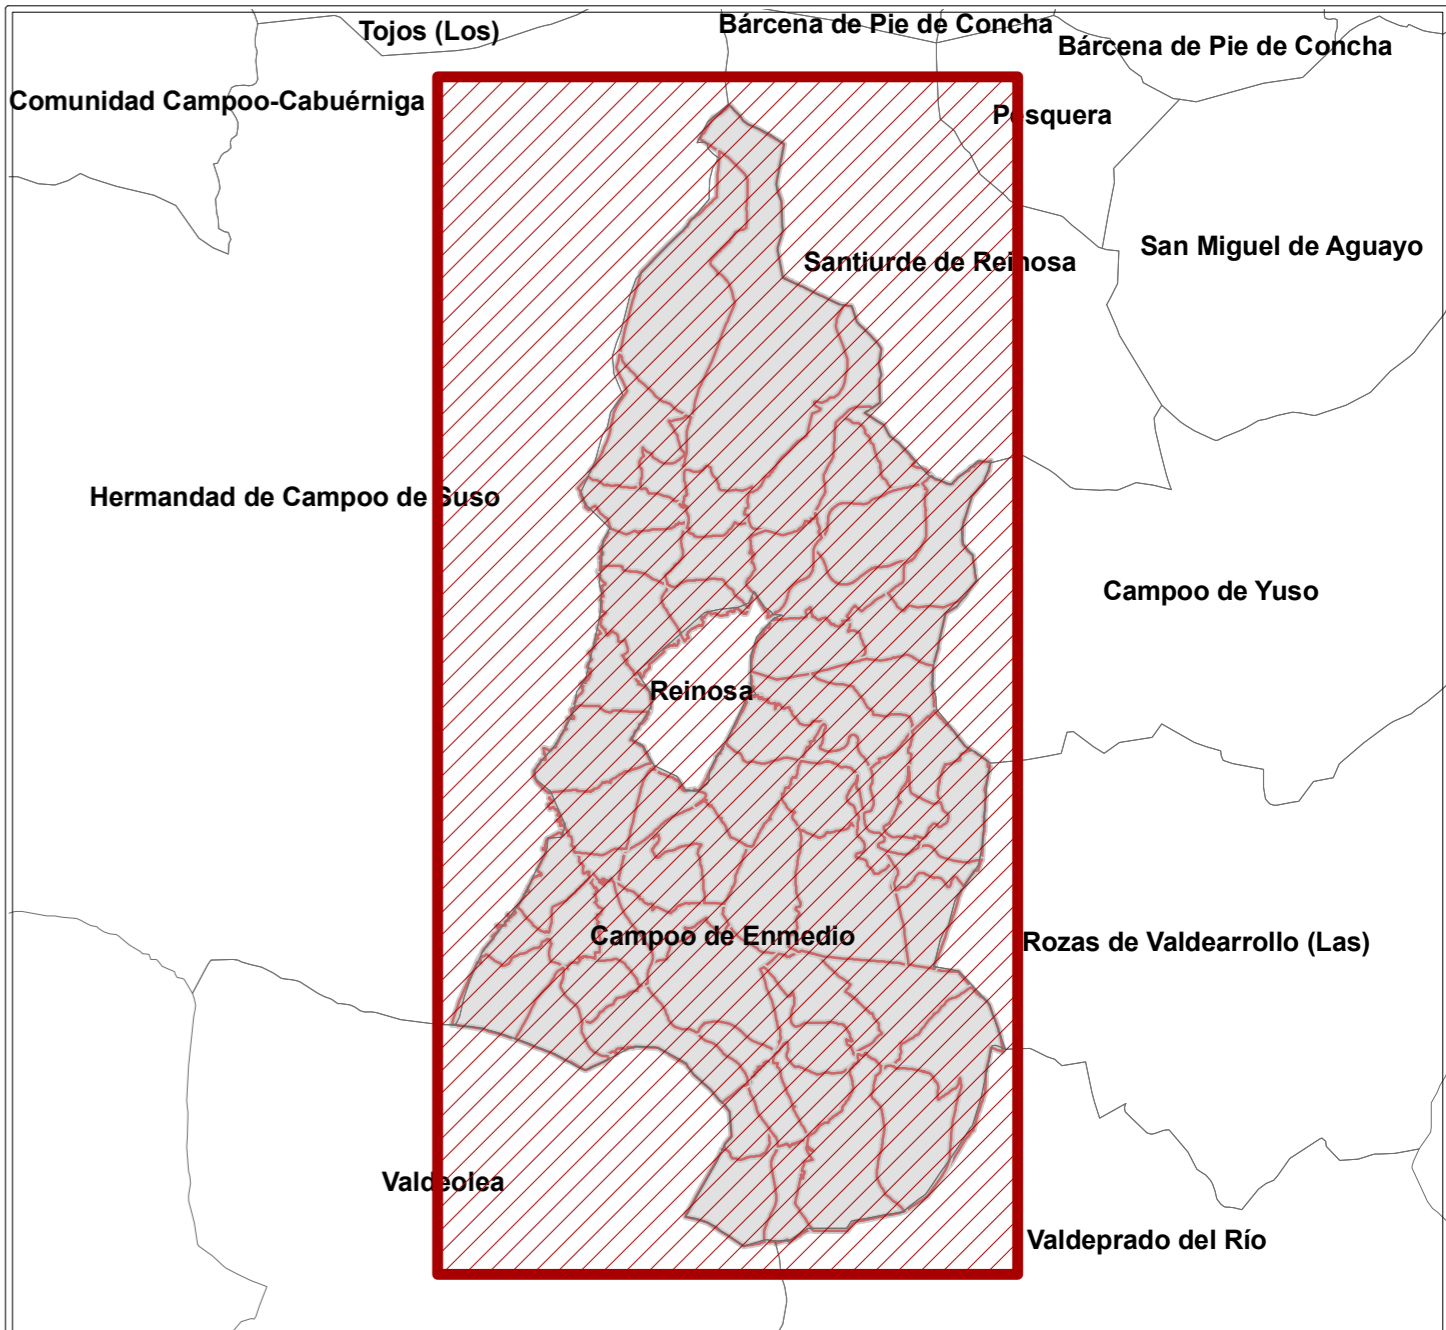 Tojos (Los)
Bárcena de Pie de Concha
Bárcena de Pie de Concha
Comunidad Campoo-Cabuérniga
Pesquera
San Miguel de Aguayo
Santiurde de Reinosa
Hermandad de Campoo de Suso
Campoo de Yuso
Reinosa
Campoo de Enmedio
Rozas de Valdearrollo (Las)
Valdeolea
Valdeprado del Río